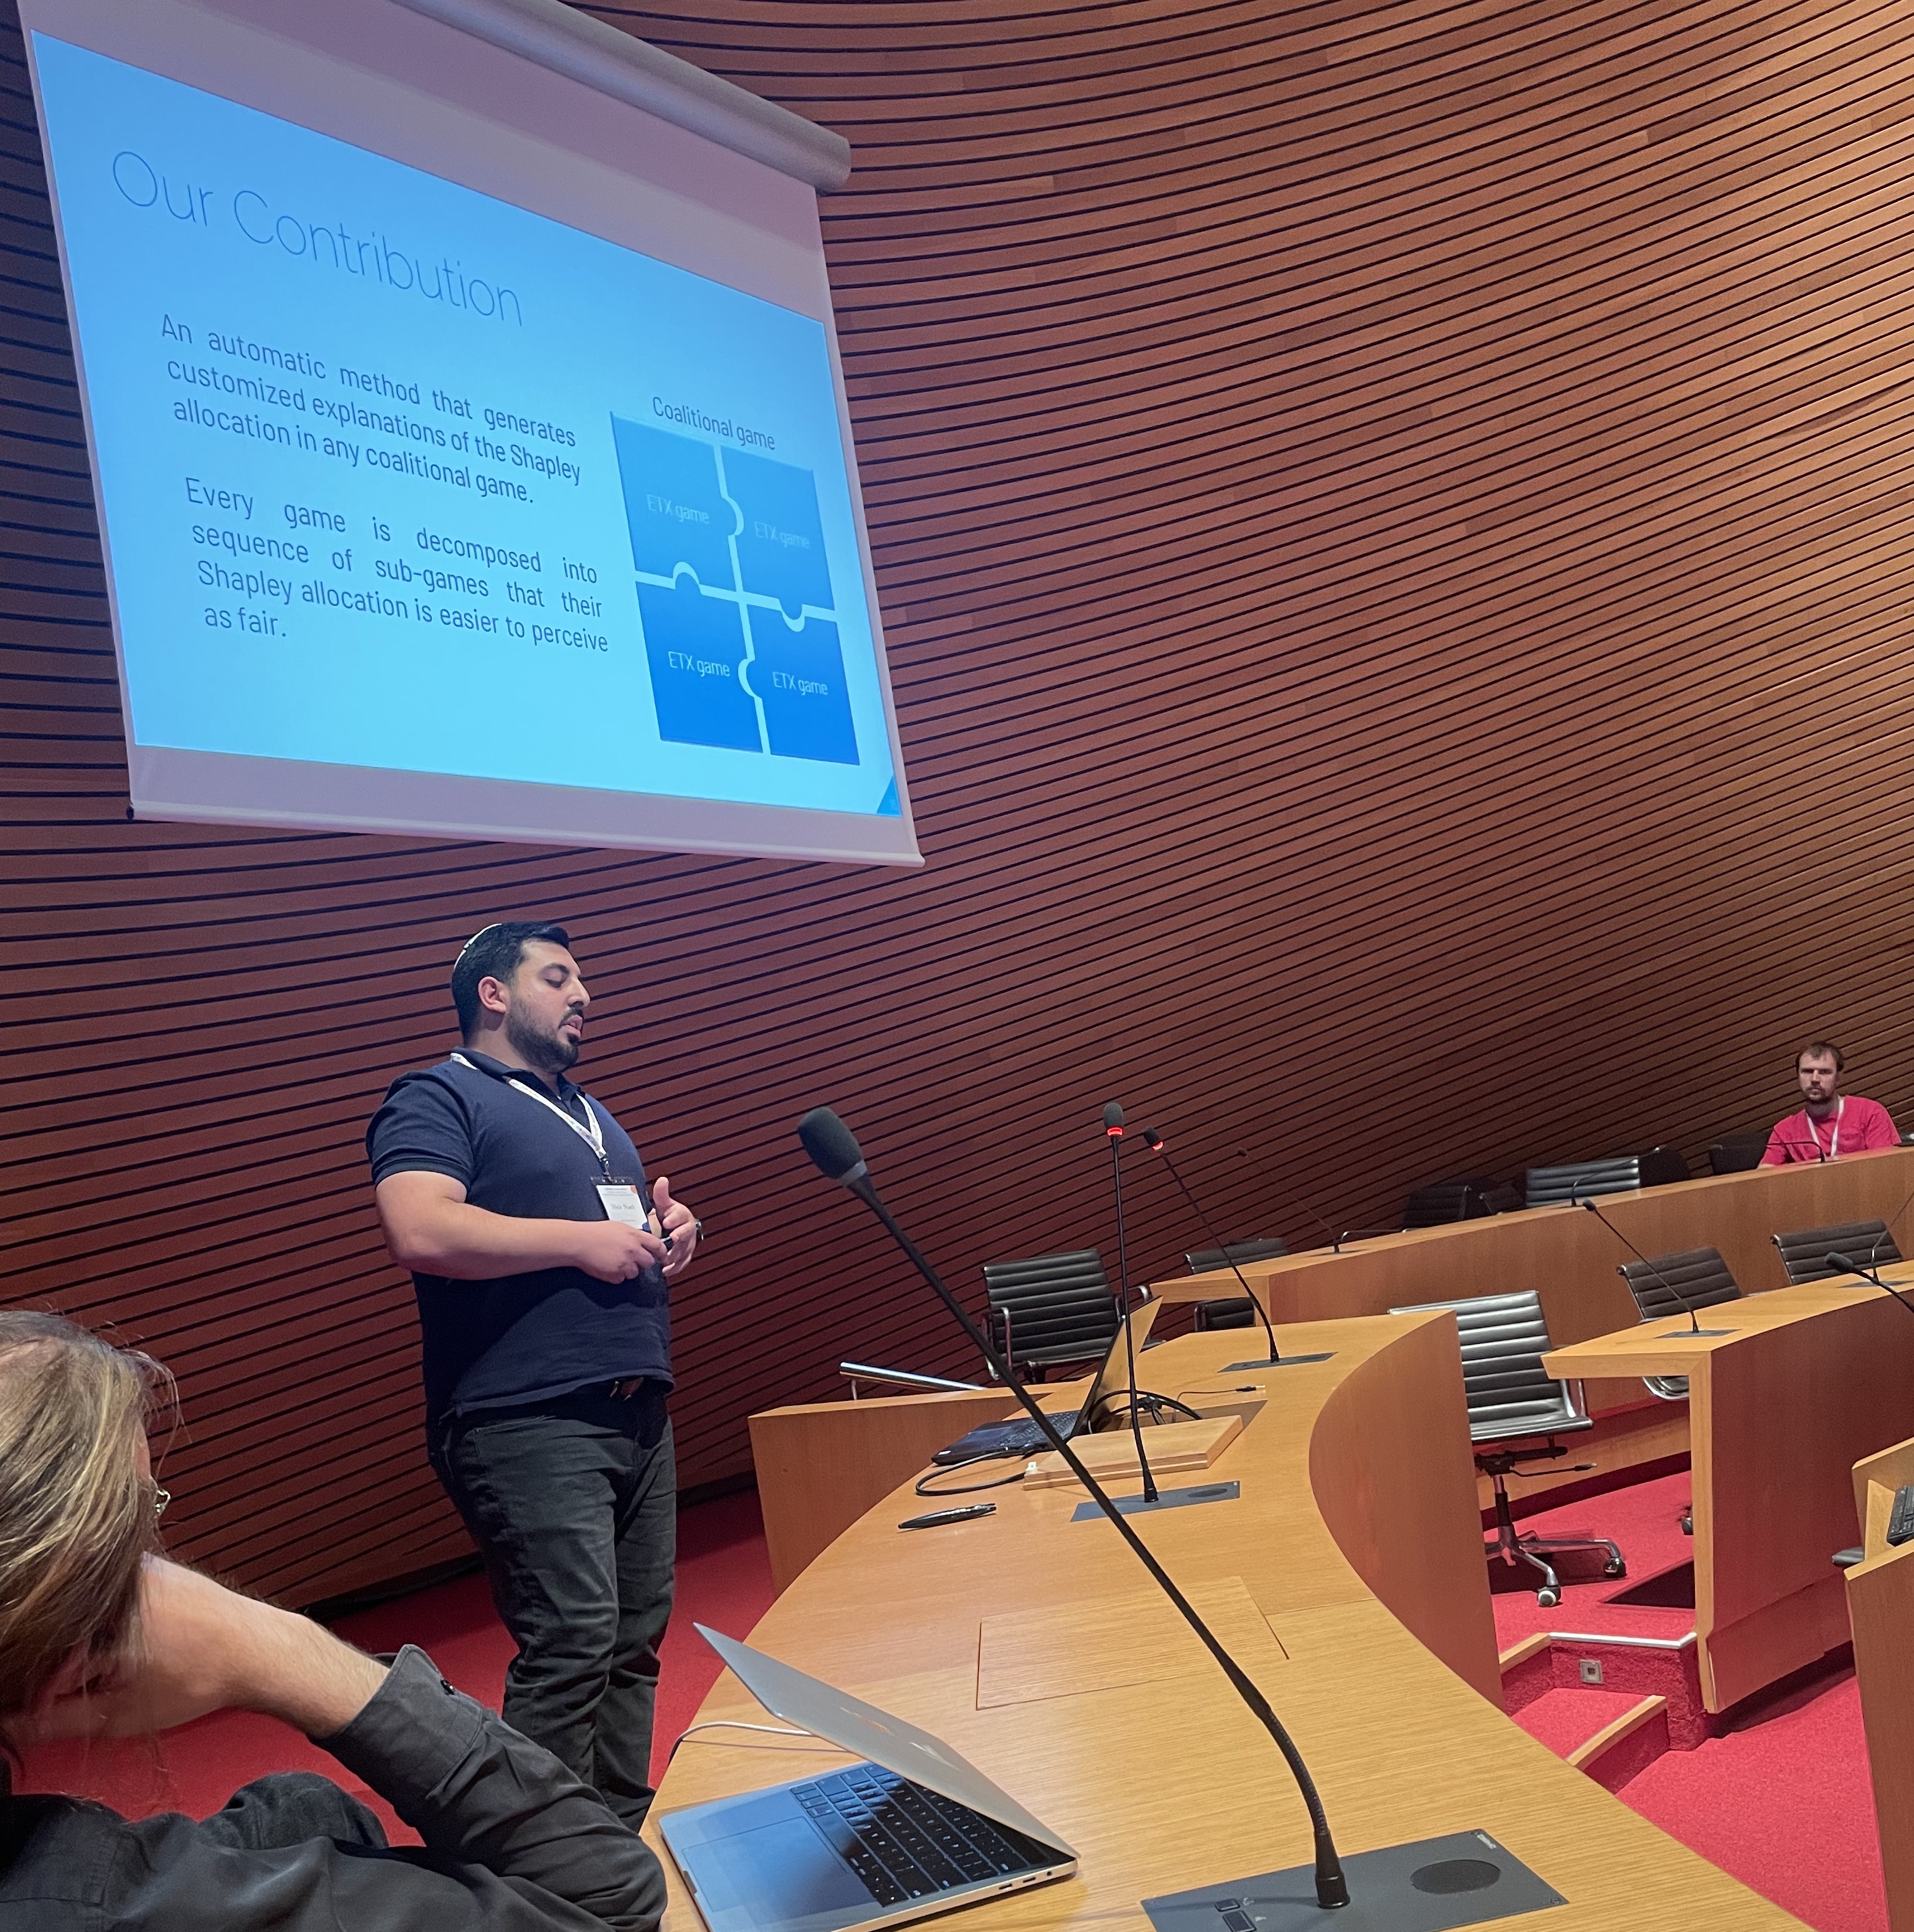 Our Contribution
An automatic method that generates
customized explanations of the Shapley
allocation in any coalitional game.
Every game is decomposed into
sequence of sub-games that their
Shapley allocation is easier to perceive
as fair.
Coalitional game
ETX game
ETX game
ETX game
ETX game